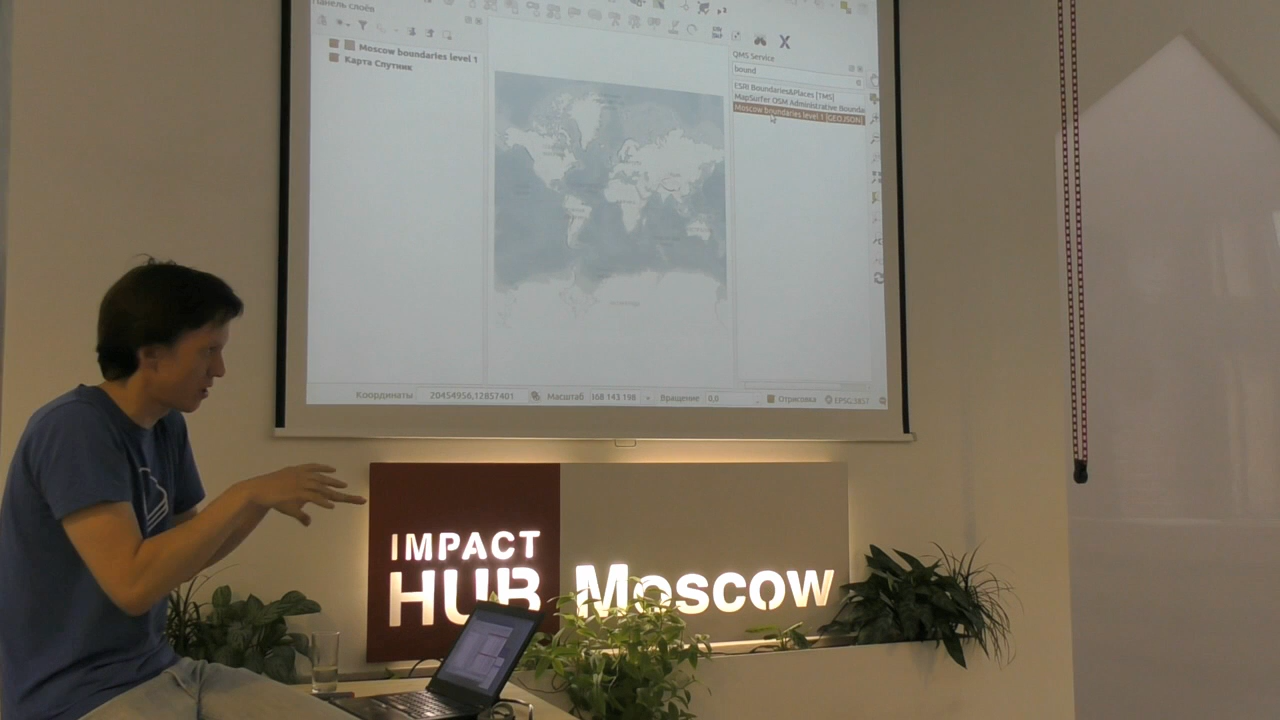 Панель слоёв
Moscow boundaries level 1
Карта Спутник
QMS Service
bound
ESRI Boundaries&Places [TMS]
MapSurfer OSM Administrative Bounda
Moscow boundaries level 1 [GEOJSON]
Координаты 20454956,12857401 Масштаб 168 143 198 Вращение 0,0 Отрисовка EPSG:3857
IMPACT
HUB Moscow